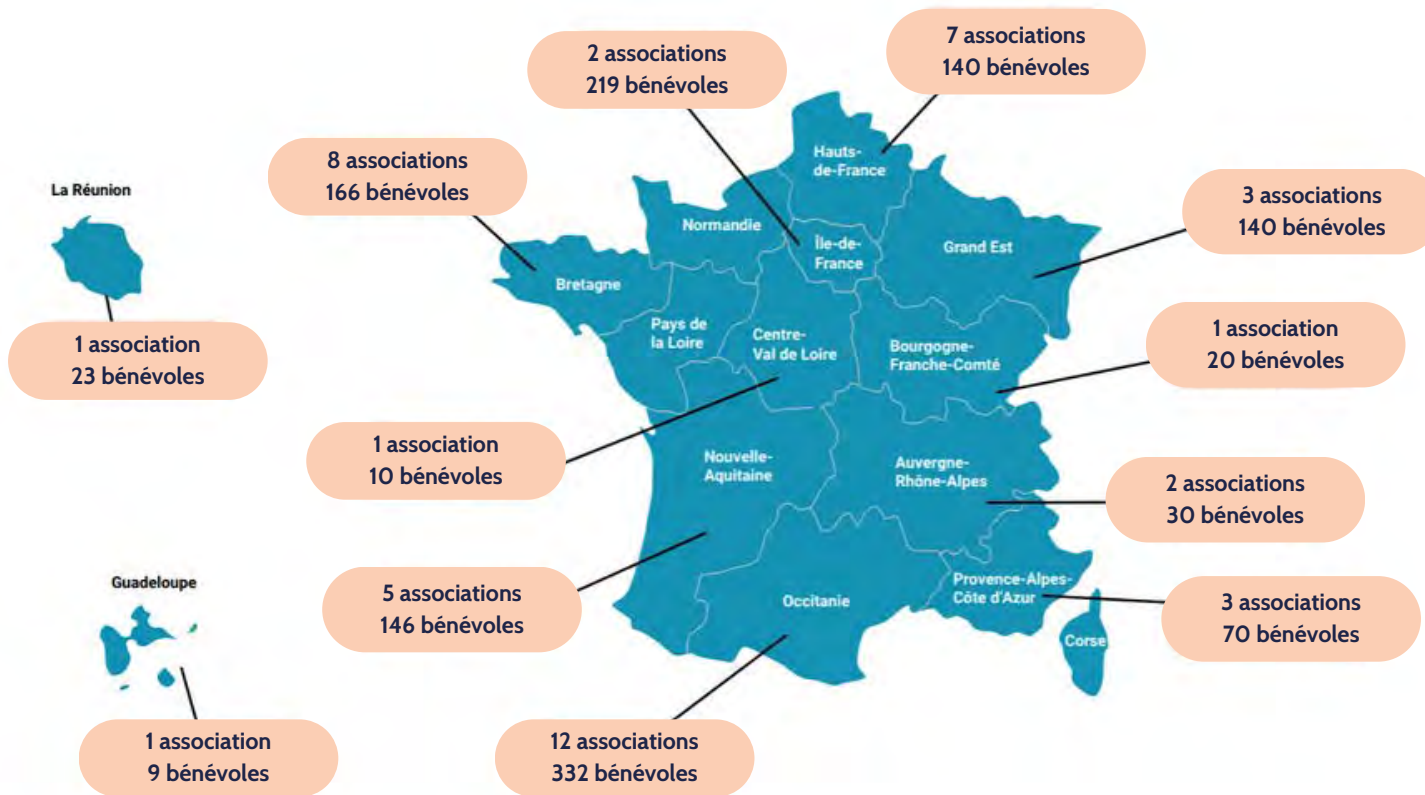 7 associations
140 bénévoles
2 associations
219 bénévoles
8 associations
166 bénévoles
Hauts-
de-France
La Réunion
3 associations
140 bénévoles
Normandie
Île-de-
France
Grand Est
Bretagne
1 association
23 bénévoles
Pays de
la Loire
Centre-
Val de Loire
Bourgogne-
Franche-Comté
1 association
20 bénévoles
1 association
10 bénévoles
Nouvelle-
Aquitaine
Auvergne-
Rhône-Alpes
2 associations
30 bénévoles
Guadeloupe
5 associations
146 bénévoles
Occitanie
Provence-Alpes-
Côte d'Azur
3 associations
70 bénévoles
Corse
1 association
9 bénévoles
12 associations
332 bénévoles